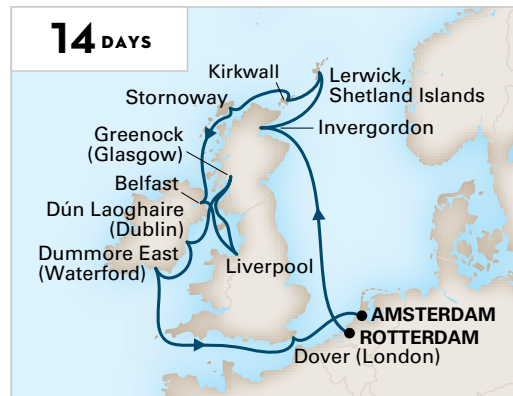 14 DAYS
Kirkwall
Lerwick,
Shetland Islands
Stornoway
Invergordon
Greenock
(Glasgow)
Belfast
Dún Laoghaire
(Dublin)
Dummore East
(Waterford)
Liverpool
AMSTERDAM
ROTTERDAM
Dover (London)